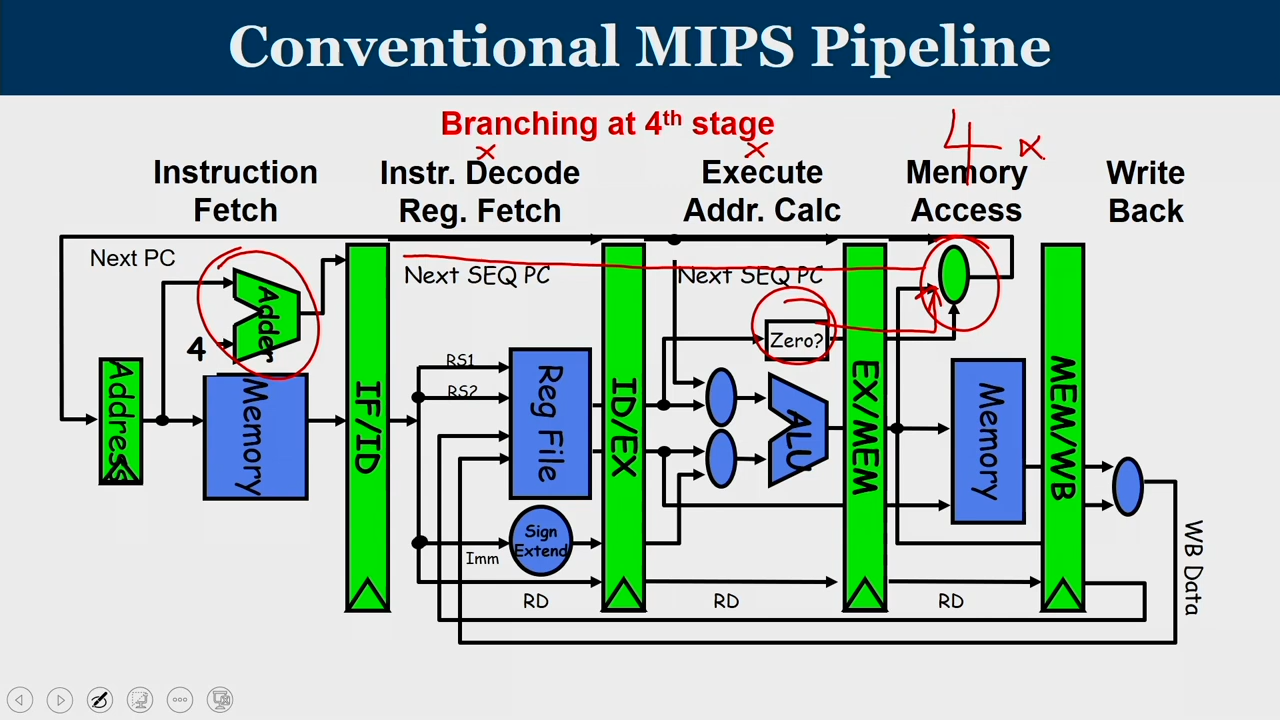 Conventional MIPS Pipeline
Branching at 4th stage
4
Instruction
Fetch
Instr. Decode
Reg. Fetch
Execute
Addr. Calc
Memory
Access
Write
Back
Next PC
Next SEQ PC
Next SEQ PC
4
Adder
Zero?
Address
Memory
IF/ID
RS1
RS2
Reg File
ID/EX
ALU
EX/MEM
Memory
MEM/WB
Sign
Extend
Imm
WB Data
RD
RD
RD